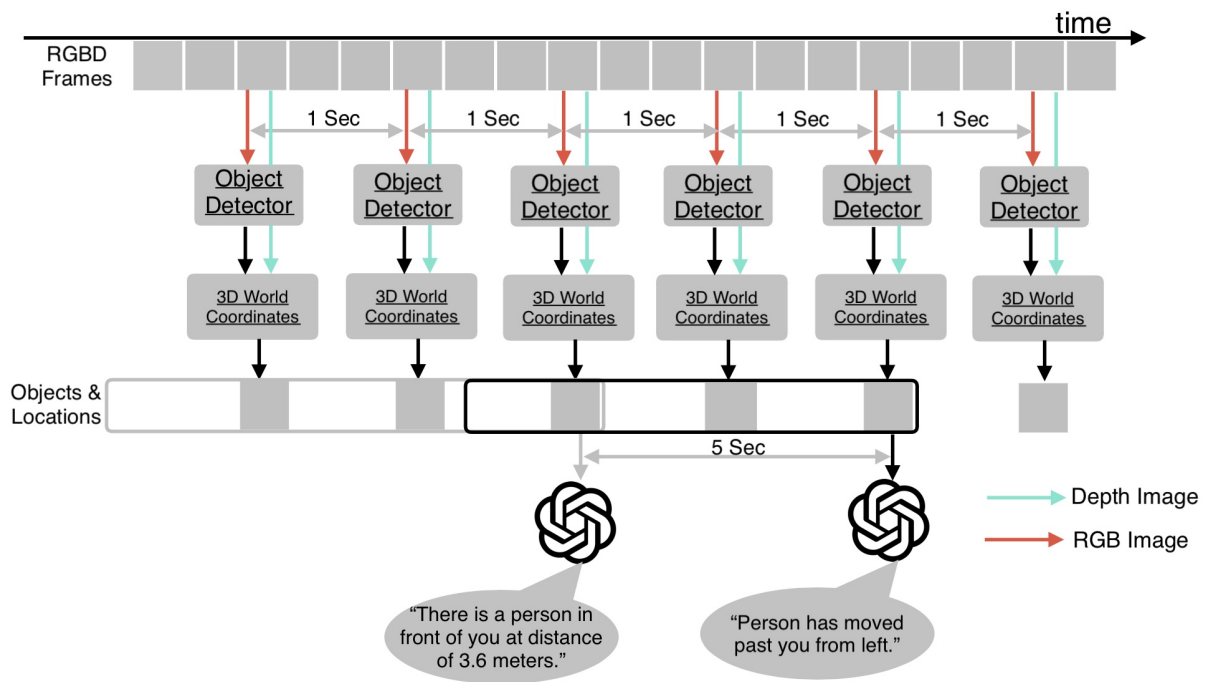 time
RGBD
Frames
1 Sec
1 Sec
1 Sec
1 Sec
1 Sec
Object
Detector
Object
Detector
Object
Detector
Object
Detector
Object
Detector
Object
Detector
3D World
Coordinates
3D World
Coordinates
3D World
Coordinates
3D World
Coordinates
3D World
Coordinates
3D World
Coordinates
Objects &
Locations
5 Sec
Depth Image
RGB Image
“There is a person in
front of you at distance
of 3.6 meters.”
“Person has moved
past you from left.”